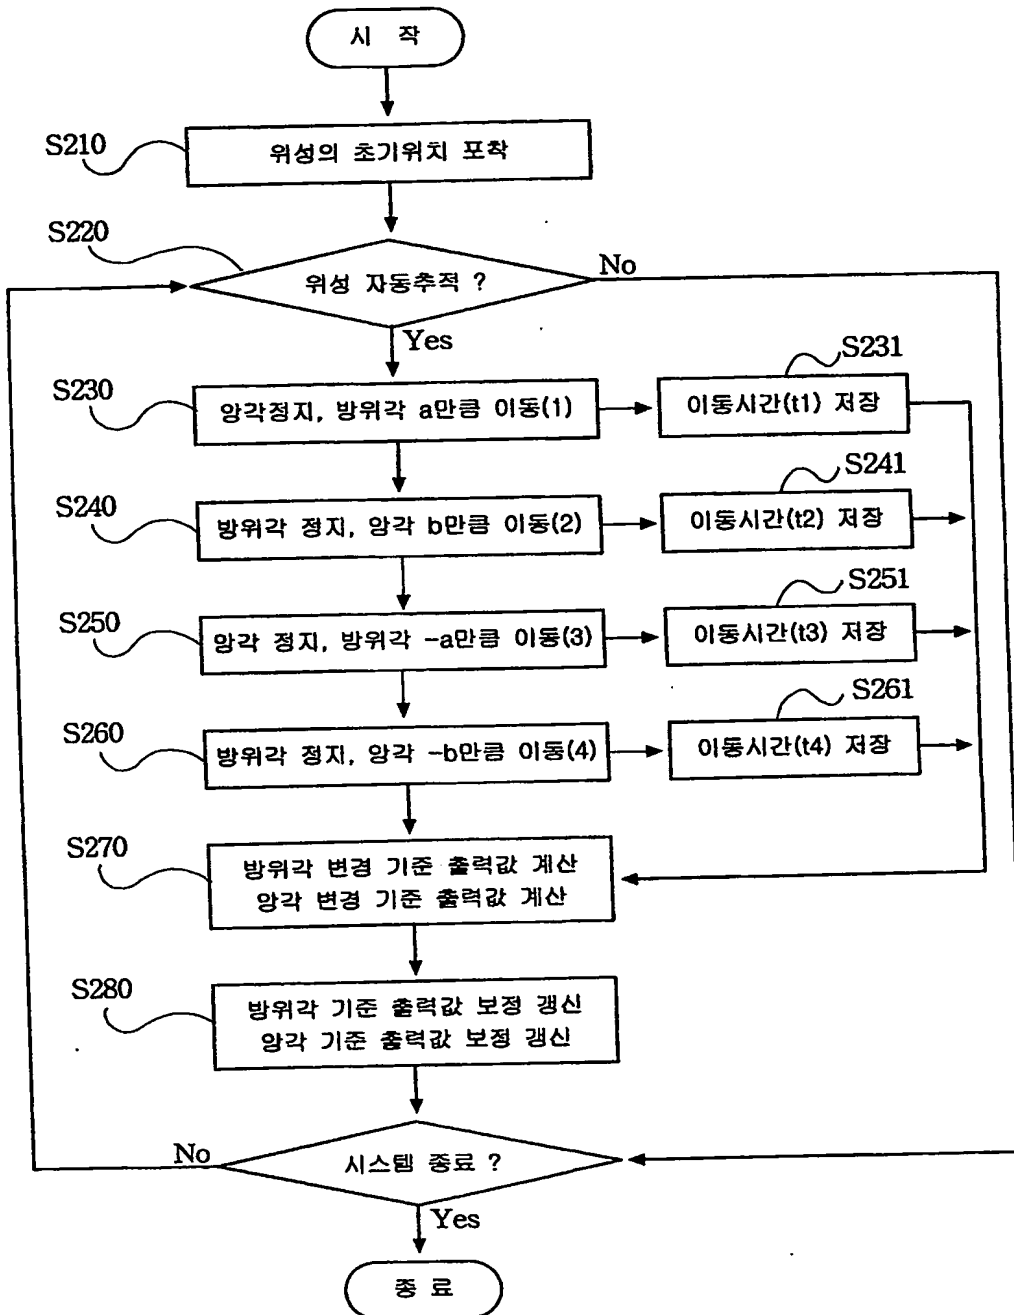 시 작
S210
위성의 초기위치 포착
S220
위성 자동추적 ?
No
Yes
S230
앙각정지, 방위각 a만큼 이동(1)
S231
이동시간(t1) 저장
S240
방위각 정지, 앙각 b만큼 이동(2)
S241
이동시간(t2) 저장
S250
앙각 정지, 방위각 -a만큼 이동(3)
S251
이동시간(t3) 저장
S260
방위각 정지, 앙각 -b만큼 이동(4)
S261
이동시간(t4) 저장
S270
방위각 변경 기준 출력값 계산
앙각 변경 기준 출력값 계산
S280
방위각 기준 출력값 보정 갱신
앙각 기준 출력값 보정 갱신
No
시스템 종료 ?
Yes
종 료